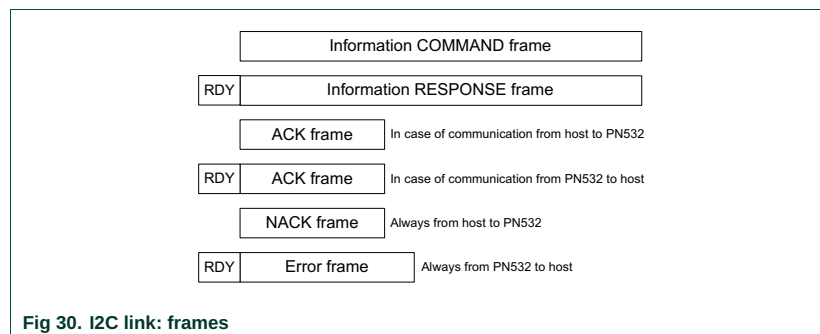 Information COMMAND frame
RDY Information RESPONSE frame
ACK frame In case of communication from host to PN532
RDY ACK frame In case of communication from PN532 to host
NACK frame Always from host to PN532
RDY Error frame Always from PN532 to host
Fig 30. I2C link: frames